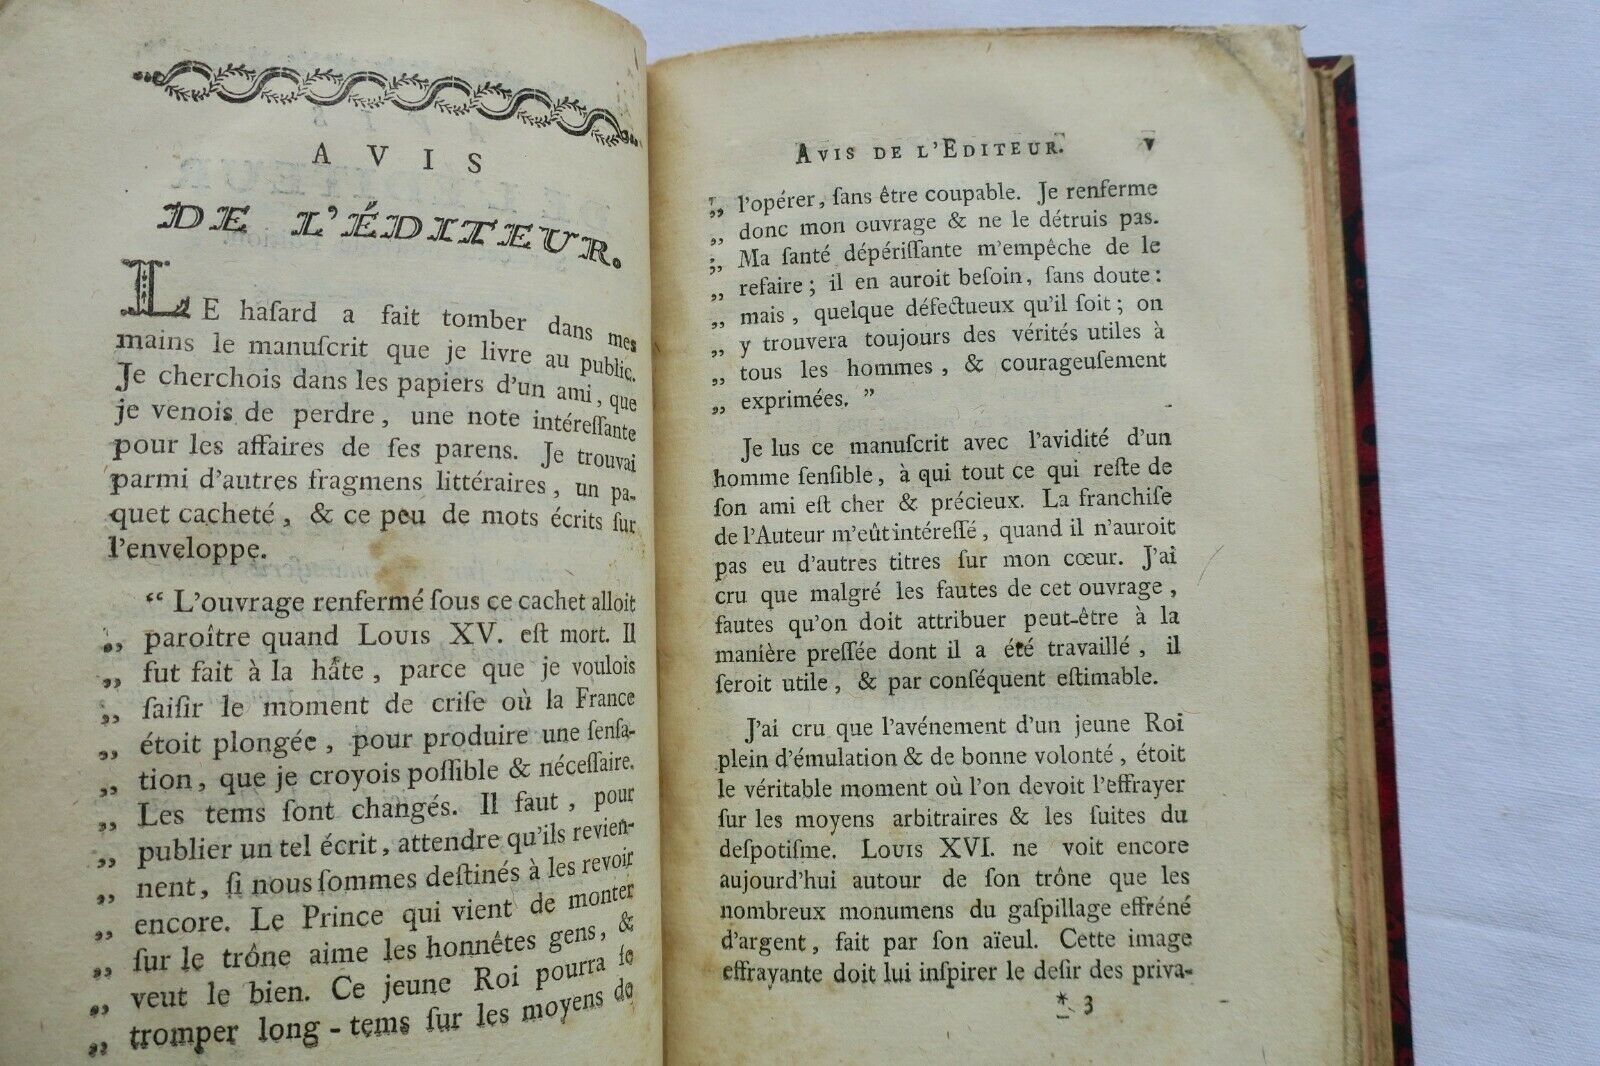 AVIS
DE L'ÉDITEUR.
LE haſard a fait tomber dans mes
mains le manuſcrit que je livre au public.
Je cherchois dans les papiers d'un ami, que
je venois de perdre, une note intéreſſante
pour les affaires de ſes parens. Je trouvai
parmi d'autres fragmens littéraires, un pa-
quet cacheté, & ce peu de mots écrits ſur
l'enveloppe.
“ L'ouvrage renfermé ſous ce cachet alloit
„ paroître quand Louis XV. eſt mort. Il
„ fut fait à la hâte, parce que je voulois
„ ſaiſir le moment de criſe où la France
„ étoit plongée, pour produire une ſenſa-
„ tion, que je croyois poſſible & néceſſaire.
„ Les tems ſont changés. Il faut, pour
„ publier un tel écrit, attendre qu'ils revien-
„ nent, ſi nous ſommes deſtinés à les revoir
„ encore. Le Prince qui vient de monter
„ ſur le trône aime les honnêtes gens, &
„ veut le bien. Ce jeune Roi pourra ſe
„ tromper long-tems ſur les moyens de
AVIS DE L'EDITEUR. v
„ l'opérer, ſans être coupable. Je renferme
„ donc mon ouvrage & ne le détruis pas.
„ Ma ſanté dépériſſante m'empêche de le
„ refaire; il en auroit beſoin, ſans doute:
„ mais, quelque défectueux qu'il ſoit; on
„ y trouvera toujours des vérités utiles à
„ tous les hommes, & courageuſement
„ exprimées. ”
Je lus ce manuſcrit avec l'avidité d'un
homme ſenſible, à qui tout ce qui reſte de
ſon ami eſt cher & précieux. La franchiſe
de l'Auteur m'eût intéreſſé, quand il n'auroit
pas eu d'autres titres ſur mon cœur. J'ai
cru que malgré les fautes de cet ouvrage,
fautes qu'on doit attribuer peut-être à la
manière preſſée dont il a été travaillé, il
ſeroit utile, & par conſéquent eſtimable.
J'ai cru que l'avénement d'un jeune Roi
plein d'émulation & de bonne volonté, étoit
le véritable moment où l'on devoit l'effrayer
ſur les moyens arbitraires & les ſuites du
deſpotiſme. Louis XVI. ne voit encore
aujourd'hui autour de ſon trône que les
nombreux monumens du gaſpillage effréné
d'argent, fait par ſon aïeul. Cette image
effrayante doit lui inſpirer le deſir des priva-
* 3